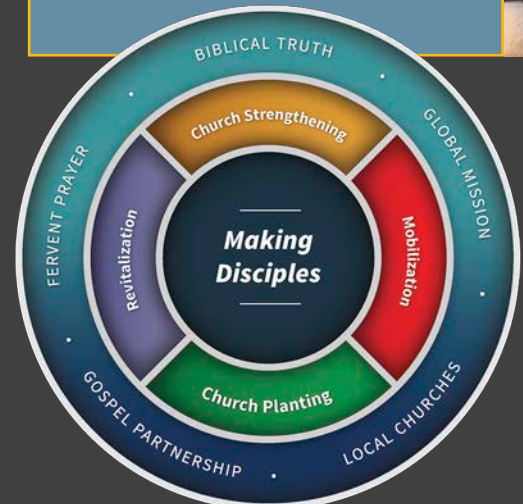 BIBLICAL TRUTH
GLOBAL MISSION
LOCAL CHURCHES
GOSPEL PARTNERSHIP
FERVENT PRAYER
Church Strengthening
Mobilization
Church Planting
Revitalization
Making
Disciples